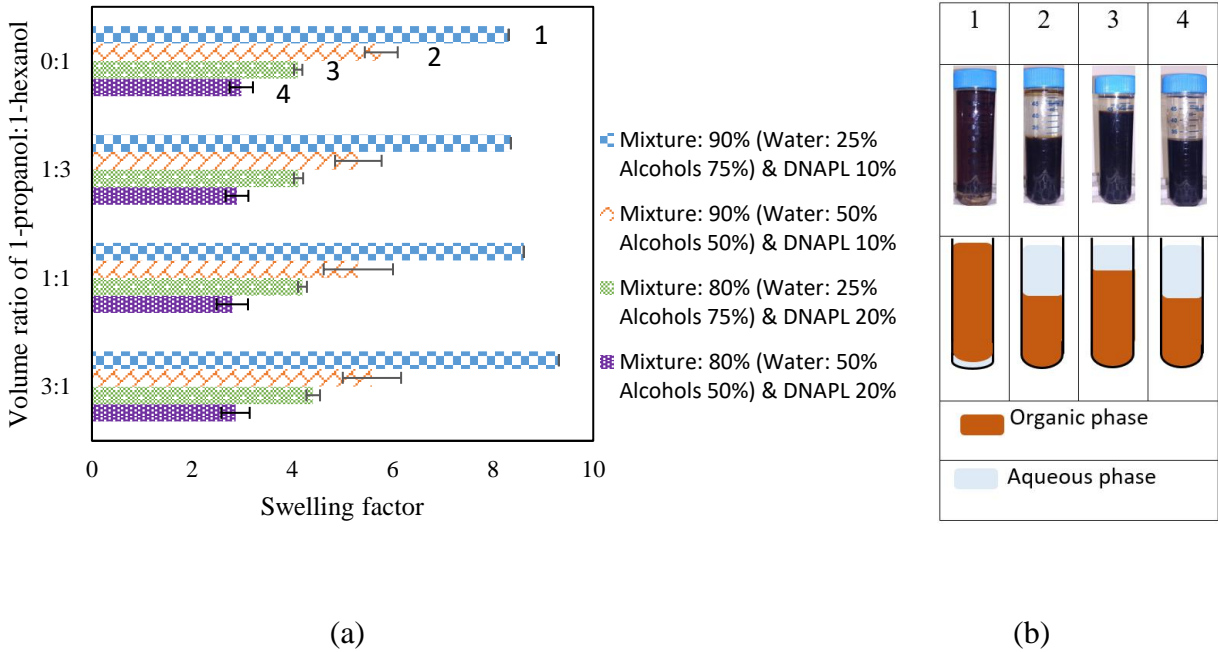 Volume ratio of 1-propanol:1-hexanol
0:1
1:3
1:1
3:1
1
2
3
4
0
2
4
6
8
10
Swelling factor
Mixture: 90% (Water: 25%
Alcohols 75%) & DNAPL 10%
Mixture: 90% (Water: 50%
Alcohols 50%) & DNAPL 10%
Mixture: 80% (Water: 25%
Alcohols 75%) & DNAPL 20%
Mixture: 80% (Water: 50%
Alcohols 50%) & DNAPL 20%
(a)
1
2
3
4
Organic phase
Aqueous phase
(b)